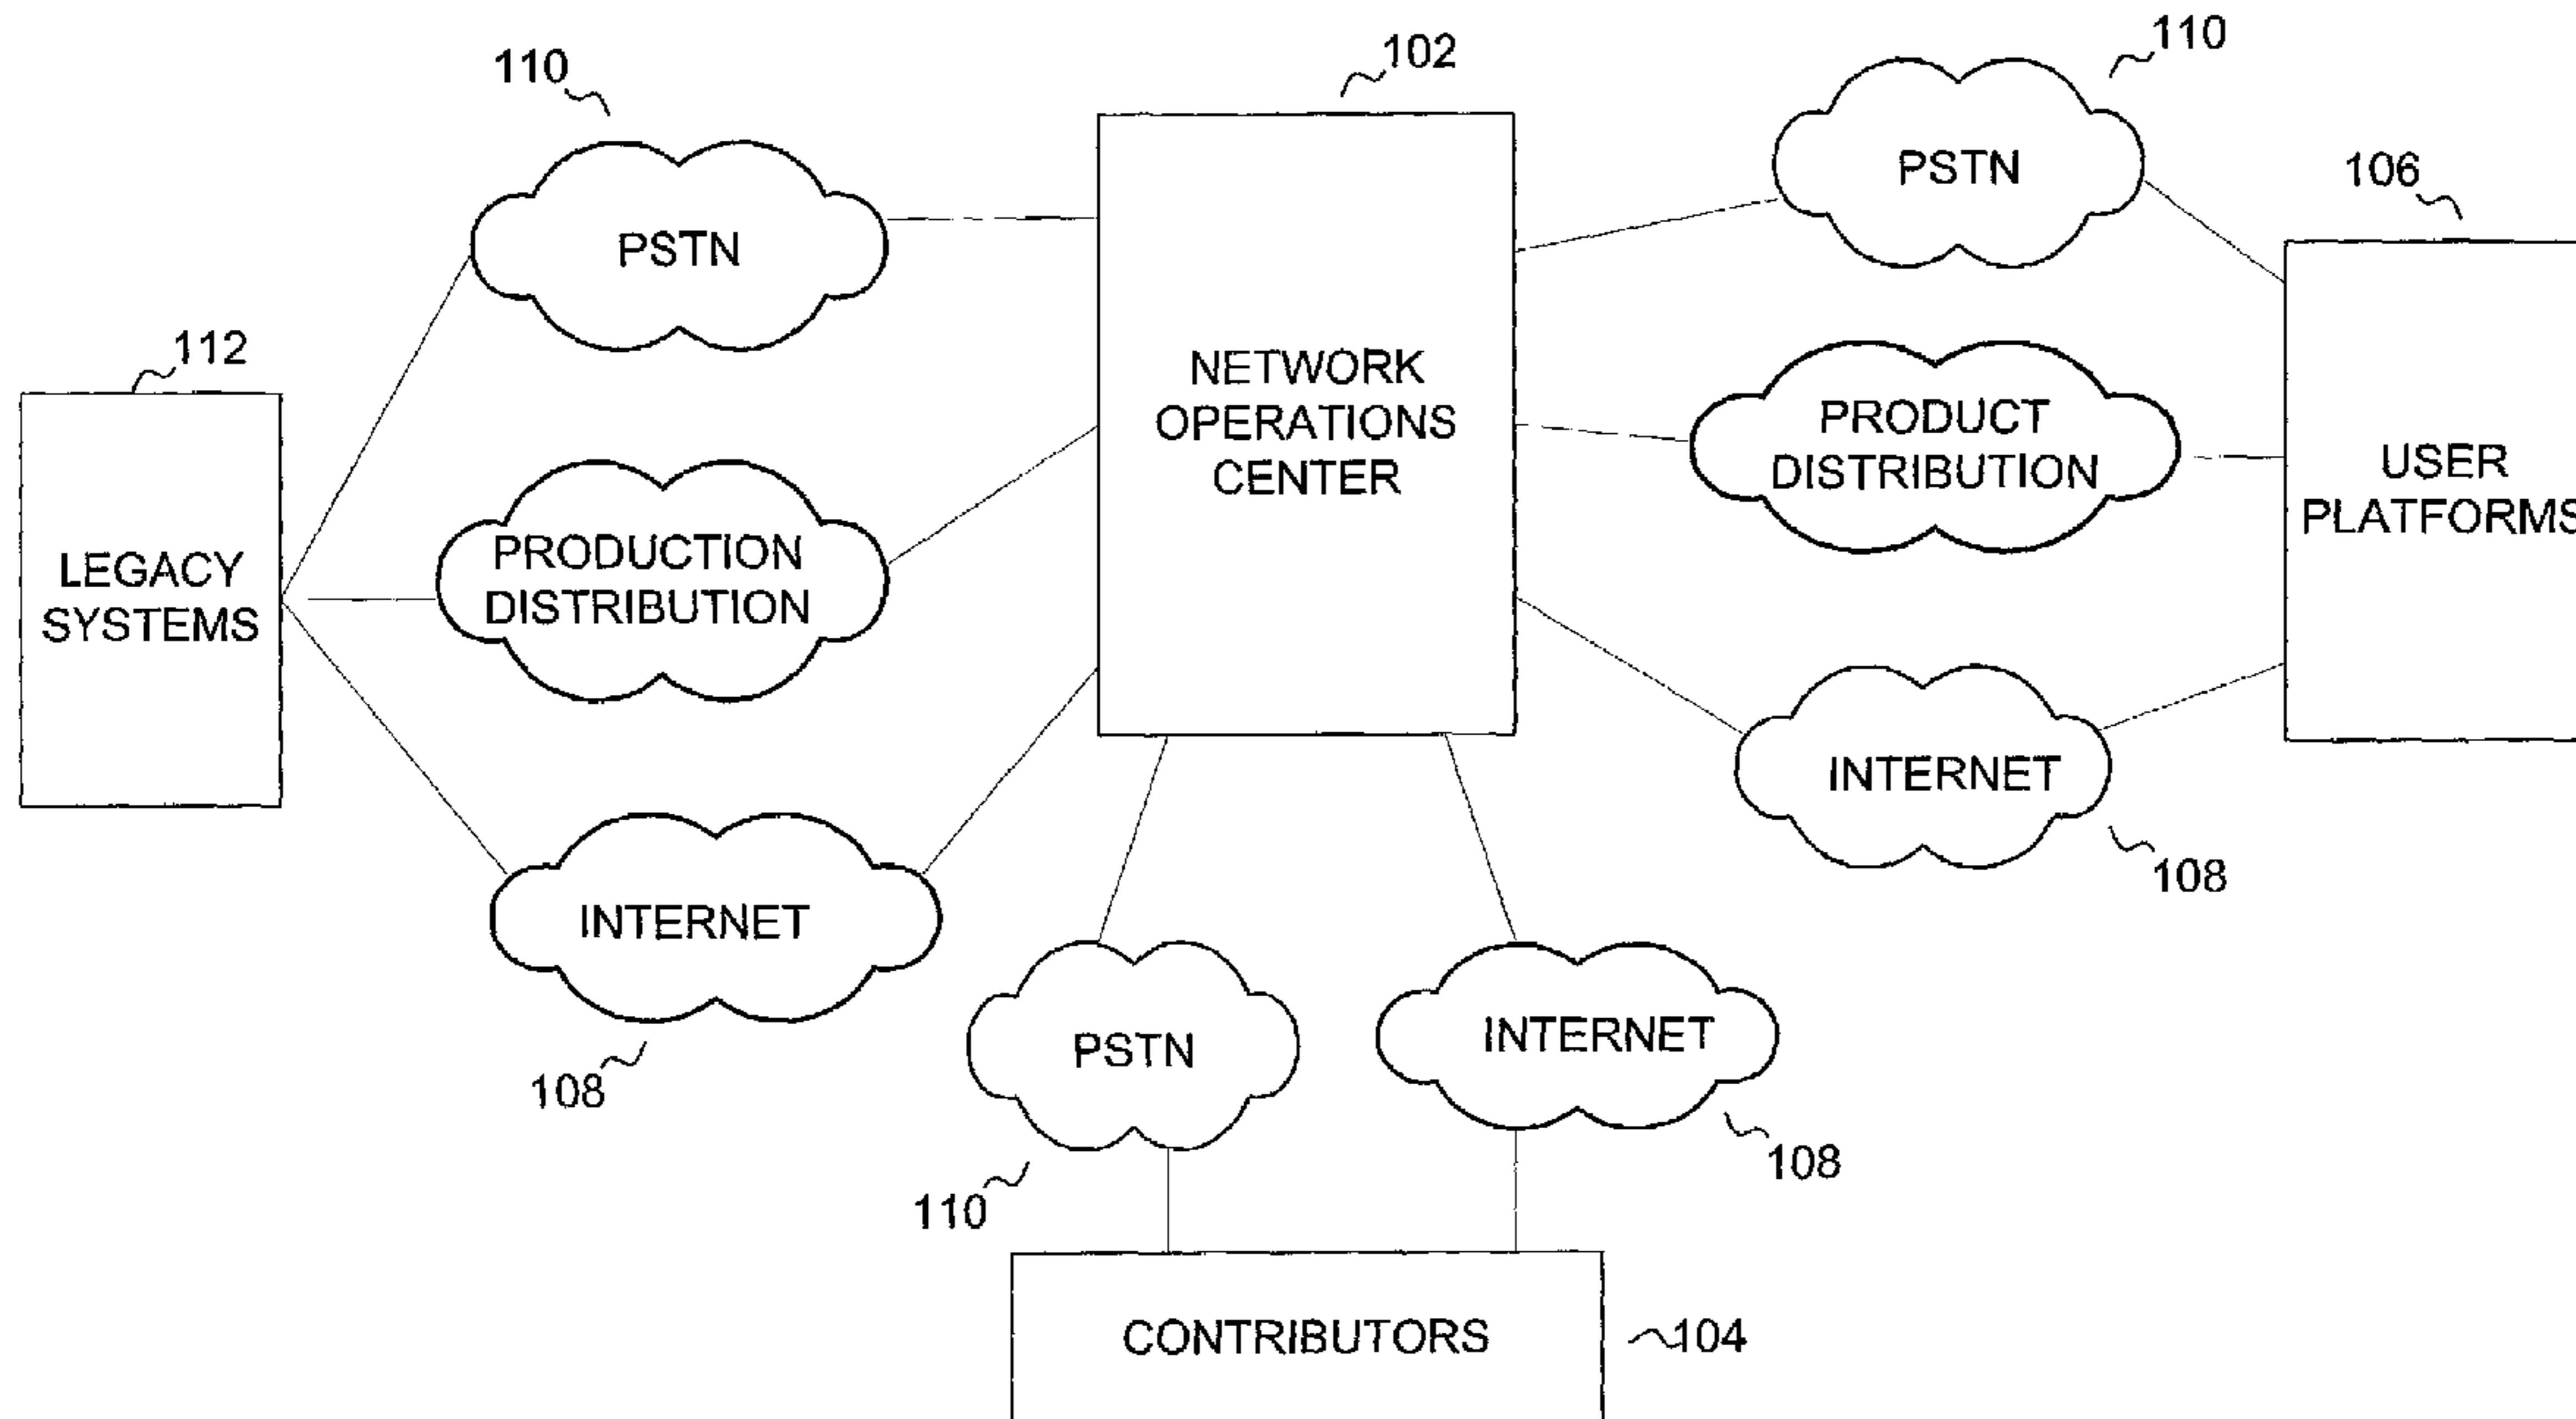 110
102
110
PSTN
PSTN
106
112
NETWORK
OPERATIONS
CENTER
PRODUCT
DISTRIBUTION
USER
PLATFORMS
LEGACY
SYSTEMS
PRODUCTION
DISTRIBUTION
INTERNET
108
INTERNET
108
PSTN
110
INTERNET
108
CONTRIBUTORS
104